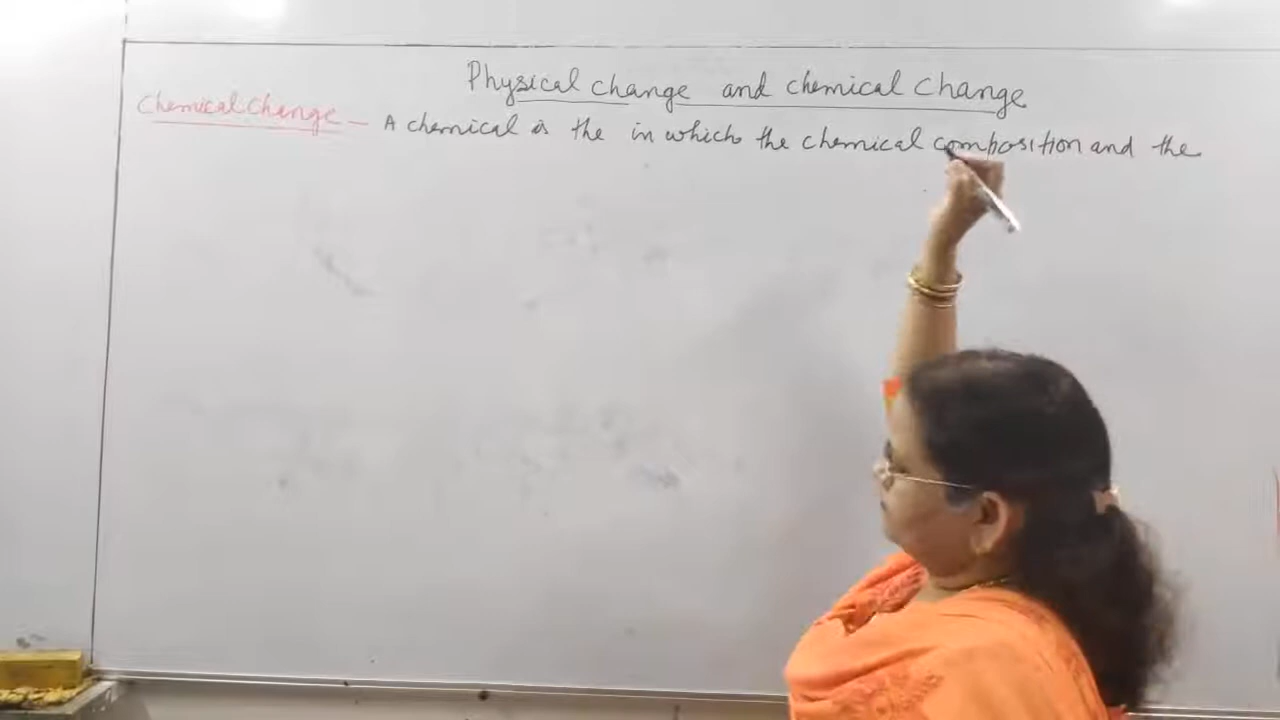 Physical change and chemical change
Chemical Change — A chemical is the in which the chemical composition and the